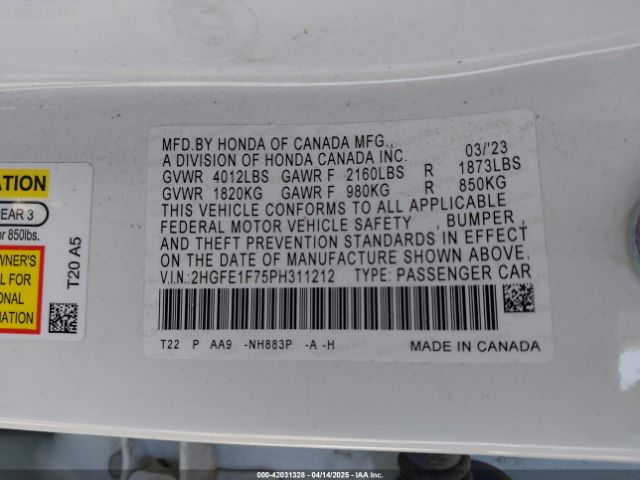 MFD.BY HONDA OF CANADA MFG.,
A DIVISION OF HONDA CANADA INC. 03/'23
GVWR 4012LBS GAWR F 2160LBS R 1873LBS
GVWR 1820KG GAWR F 980KG R 850KG
THIS VEHICLE CONFORMS TO ALL APPLICABLE
FEDERAL MOTOR VEHICLE SAFETY , BUMPER ,
AND THEFT PREVENTION STANDARDS IN EFFECT
ON THE DATE OF MANUFACTURE SHOWN ABOVE.
V.I.N.:2HGFE1F75PH311212 TYPE: PASSENGER CAR
T22 P AA9 -NH883P -A -H MADE IN CANADA
ATION
EAR 3
or 850lbs.
OWNER'S
L FOR
ONAL
MATION
T20 A5
000-42031328 - 04/14/2025 - IAAI.COM